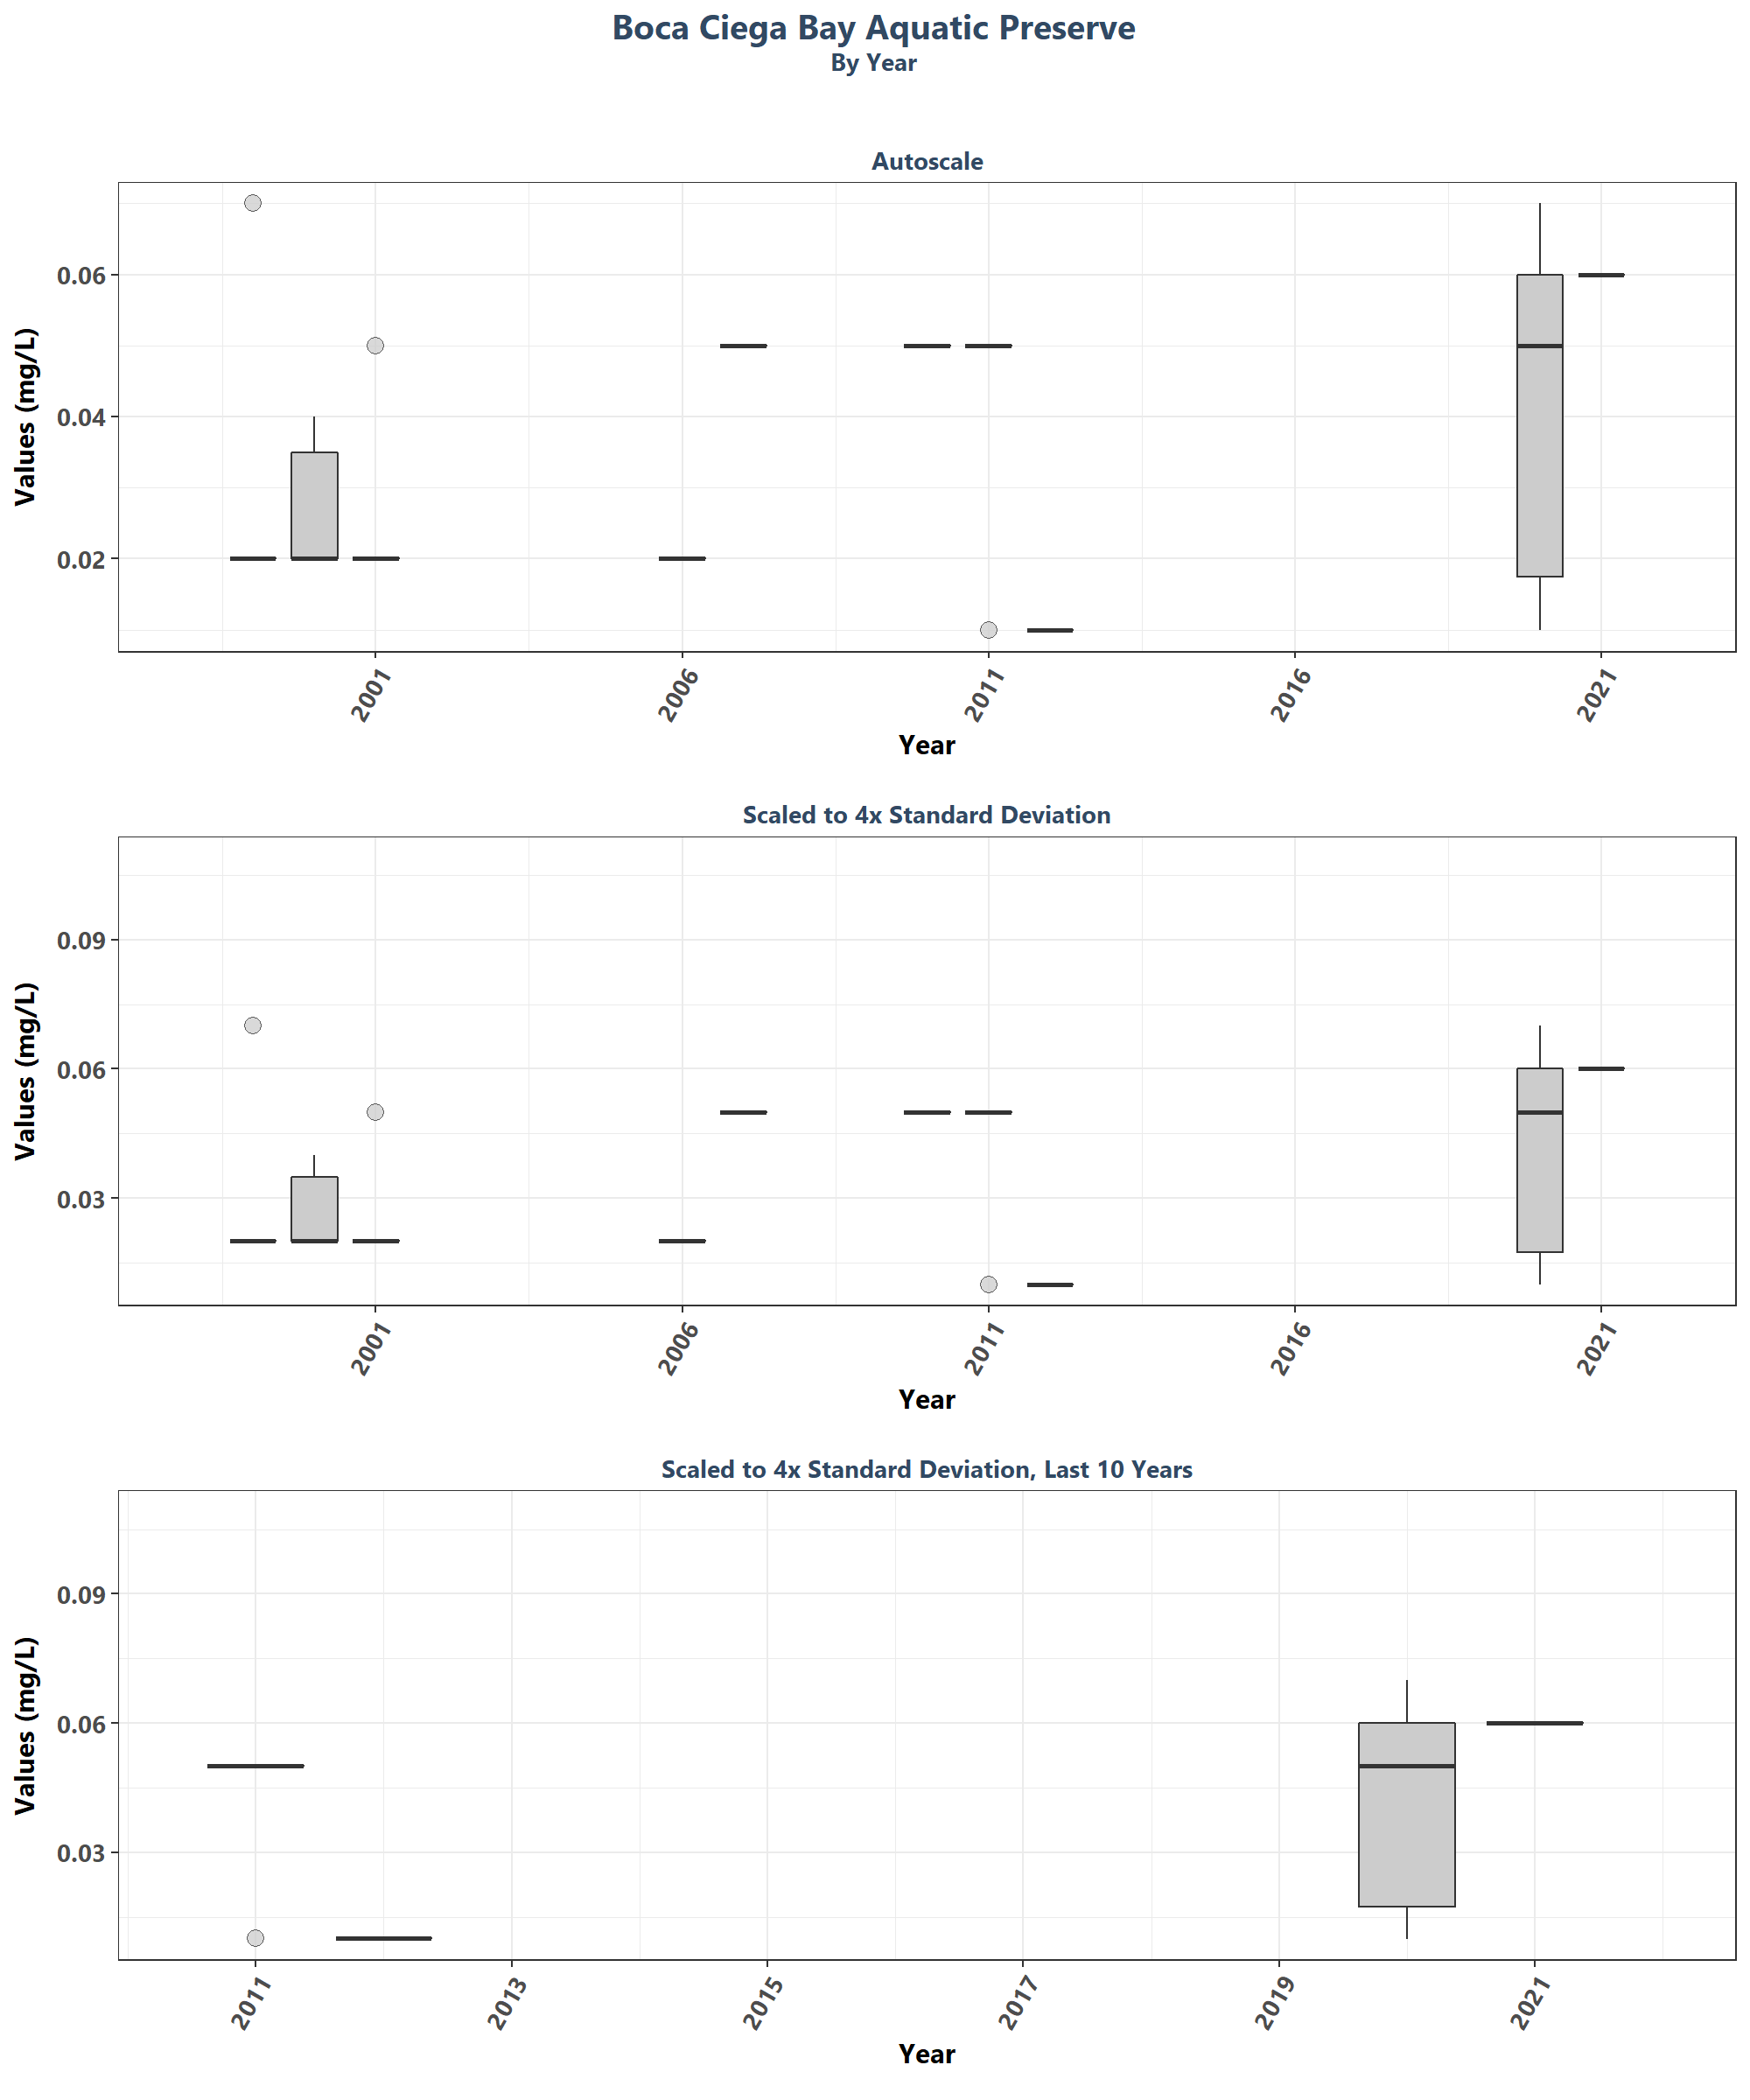 Boca Ciega Bay Aquatic Preserve
By Year
Autoscale
Values (mg/L)
0.06
0.04
0.02
2001 2006 2011 2016 2021
Year
Scaled to 4x Standard Deviation
Values (mg/L)
0.09
0.06
0.03
2001 2006 2011 2016 2021
Year
Scaled to 4x Standard Deviation, Last 10 Years
Values (mg/L)
0.09
0.06
0.03
2011 2013 2015 2017 2019 2021
Year